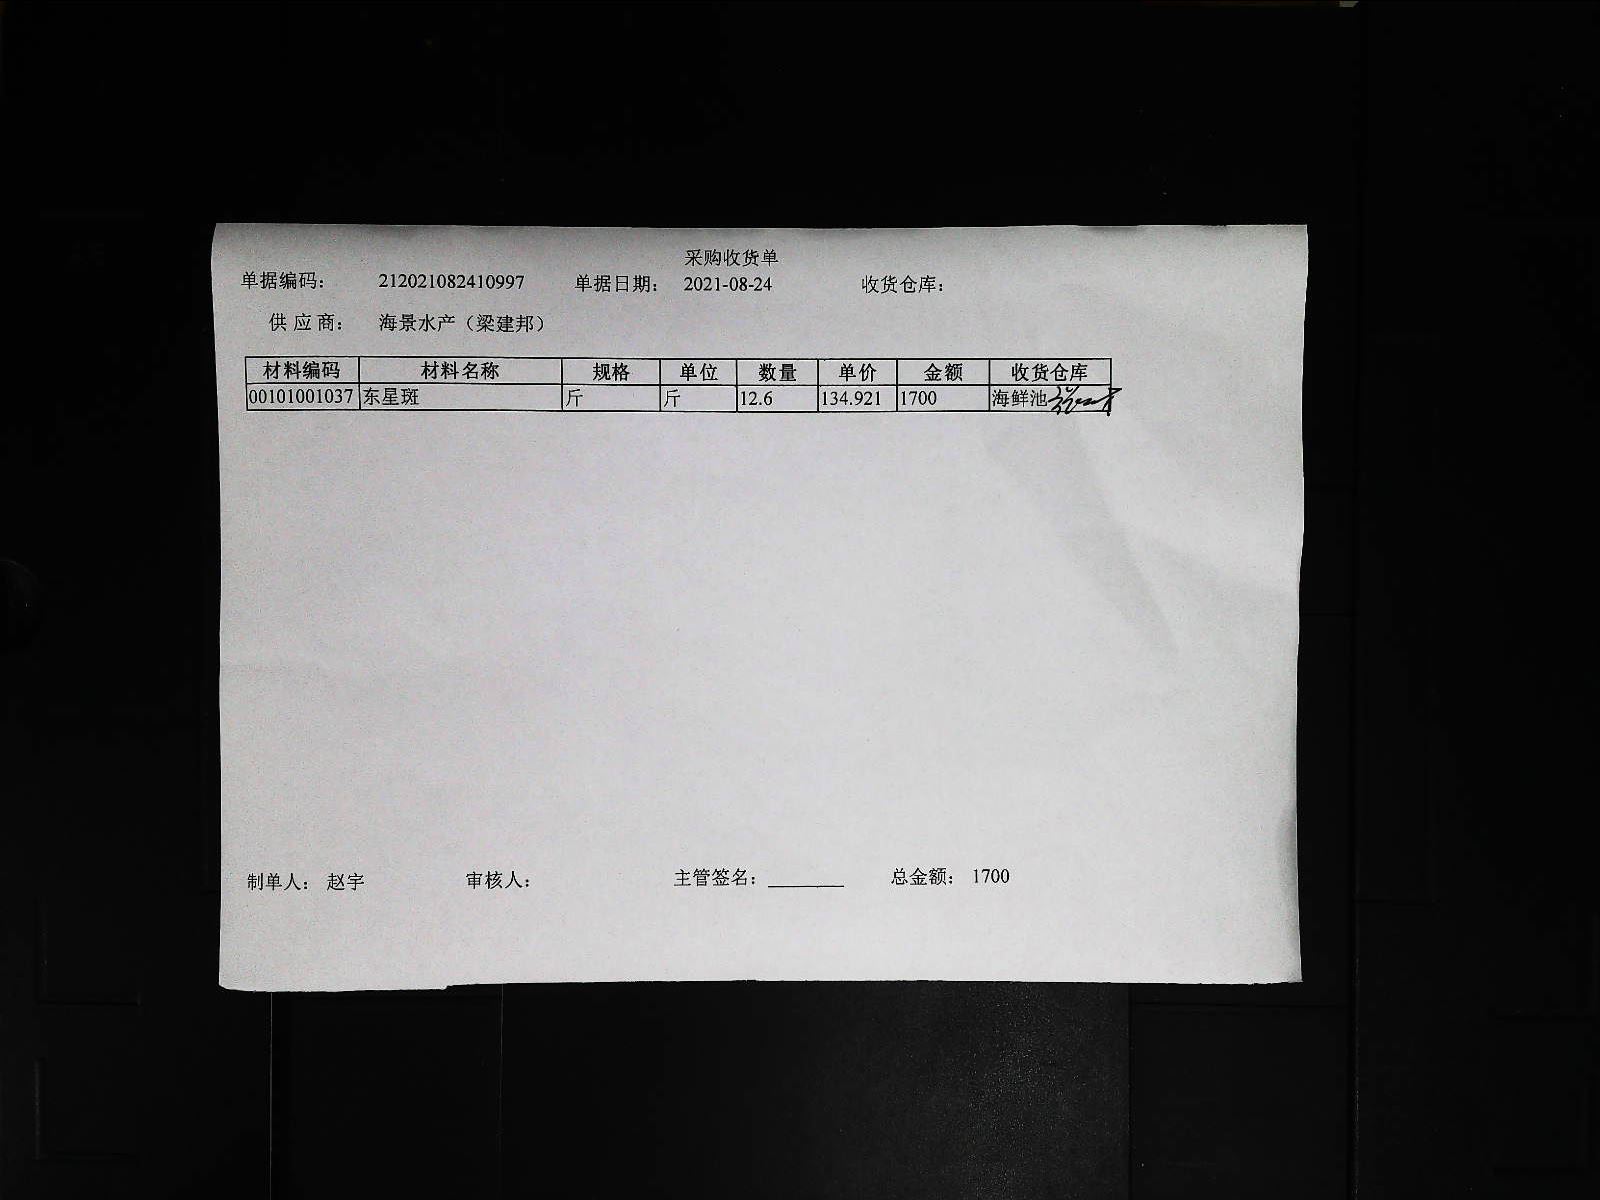 采购收货单
单据编码： 212021082410997 单据日期： 2021-08-24 收货仓库：
供应商： 海景水产（梁建邦）
材料编码 材料名称 规格 单位 数量 单价 金额 收货仓库
00101001037 东星斑 斤 斤 12.6 134.921 1700 海鲜池
制单人： 赵宇 审核人： 主管签名： 总金额： 1700